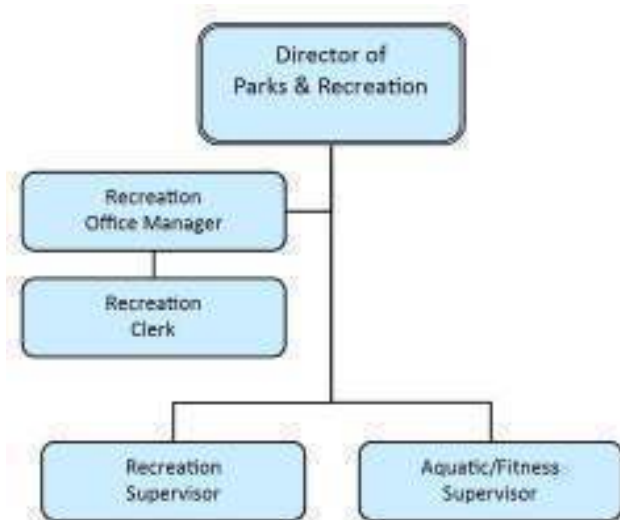 Director of
Parks & Recreation
Recreation
Office Manager
Recreation
Clerk
Recreation
Supervisor
Aquatic/Fitness
Supervisor